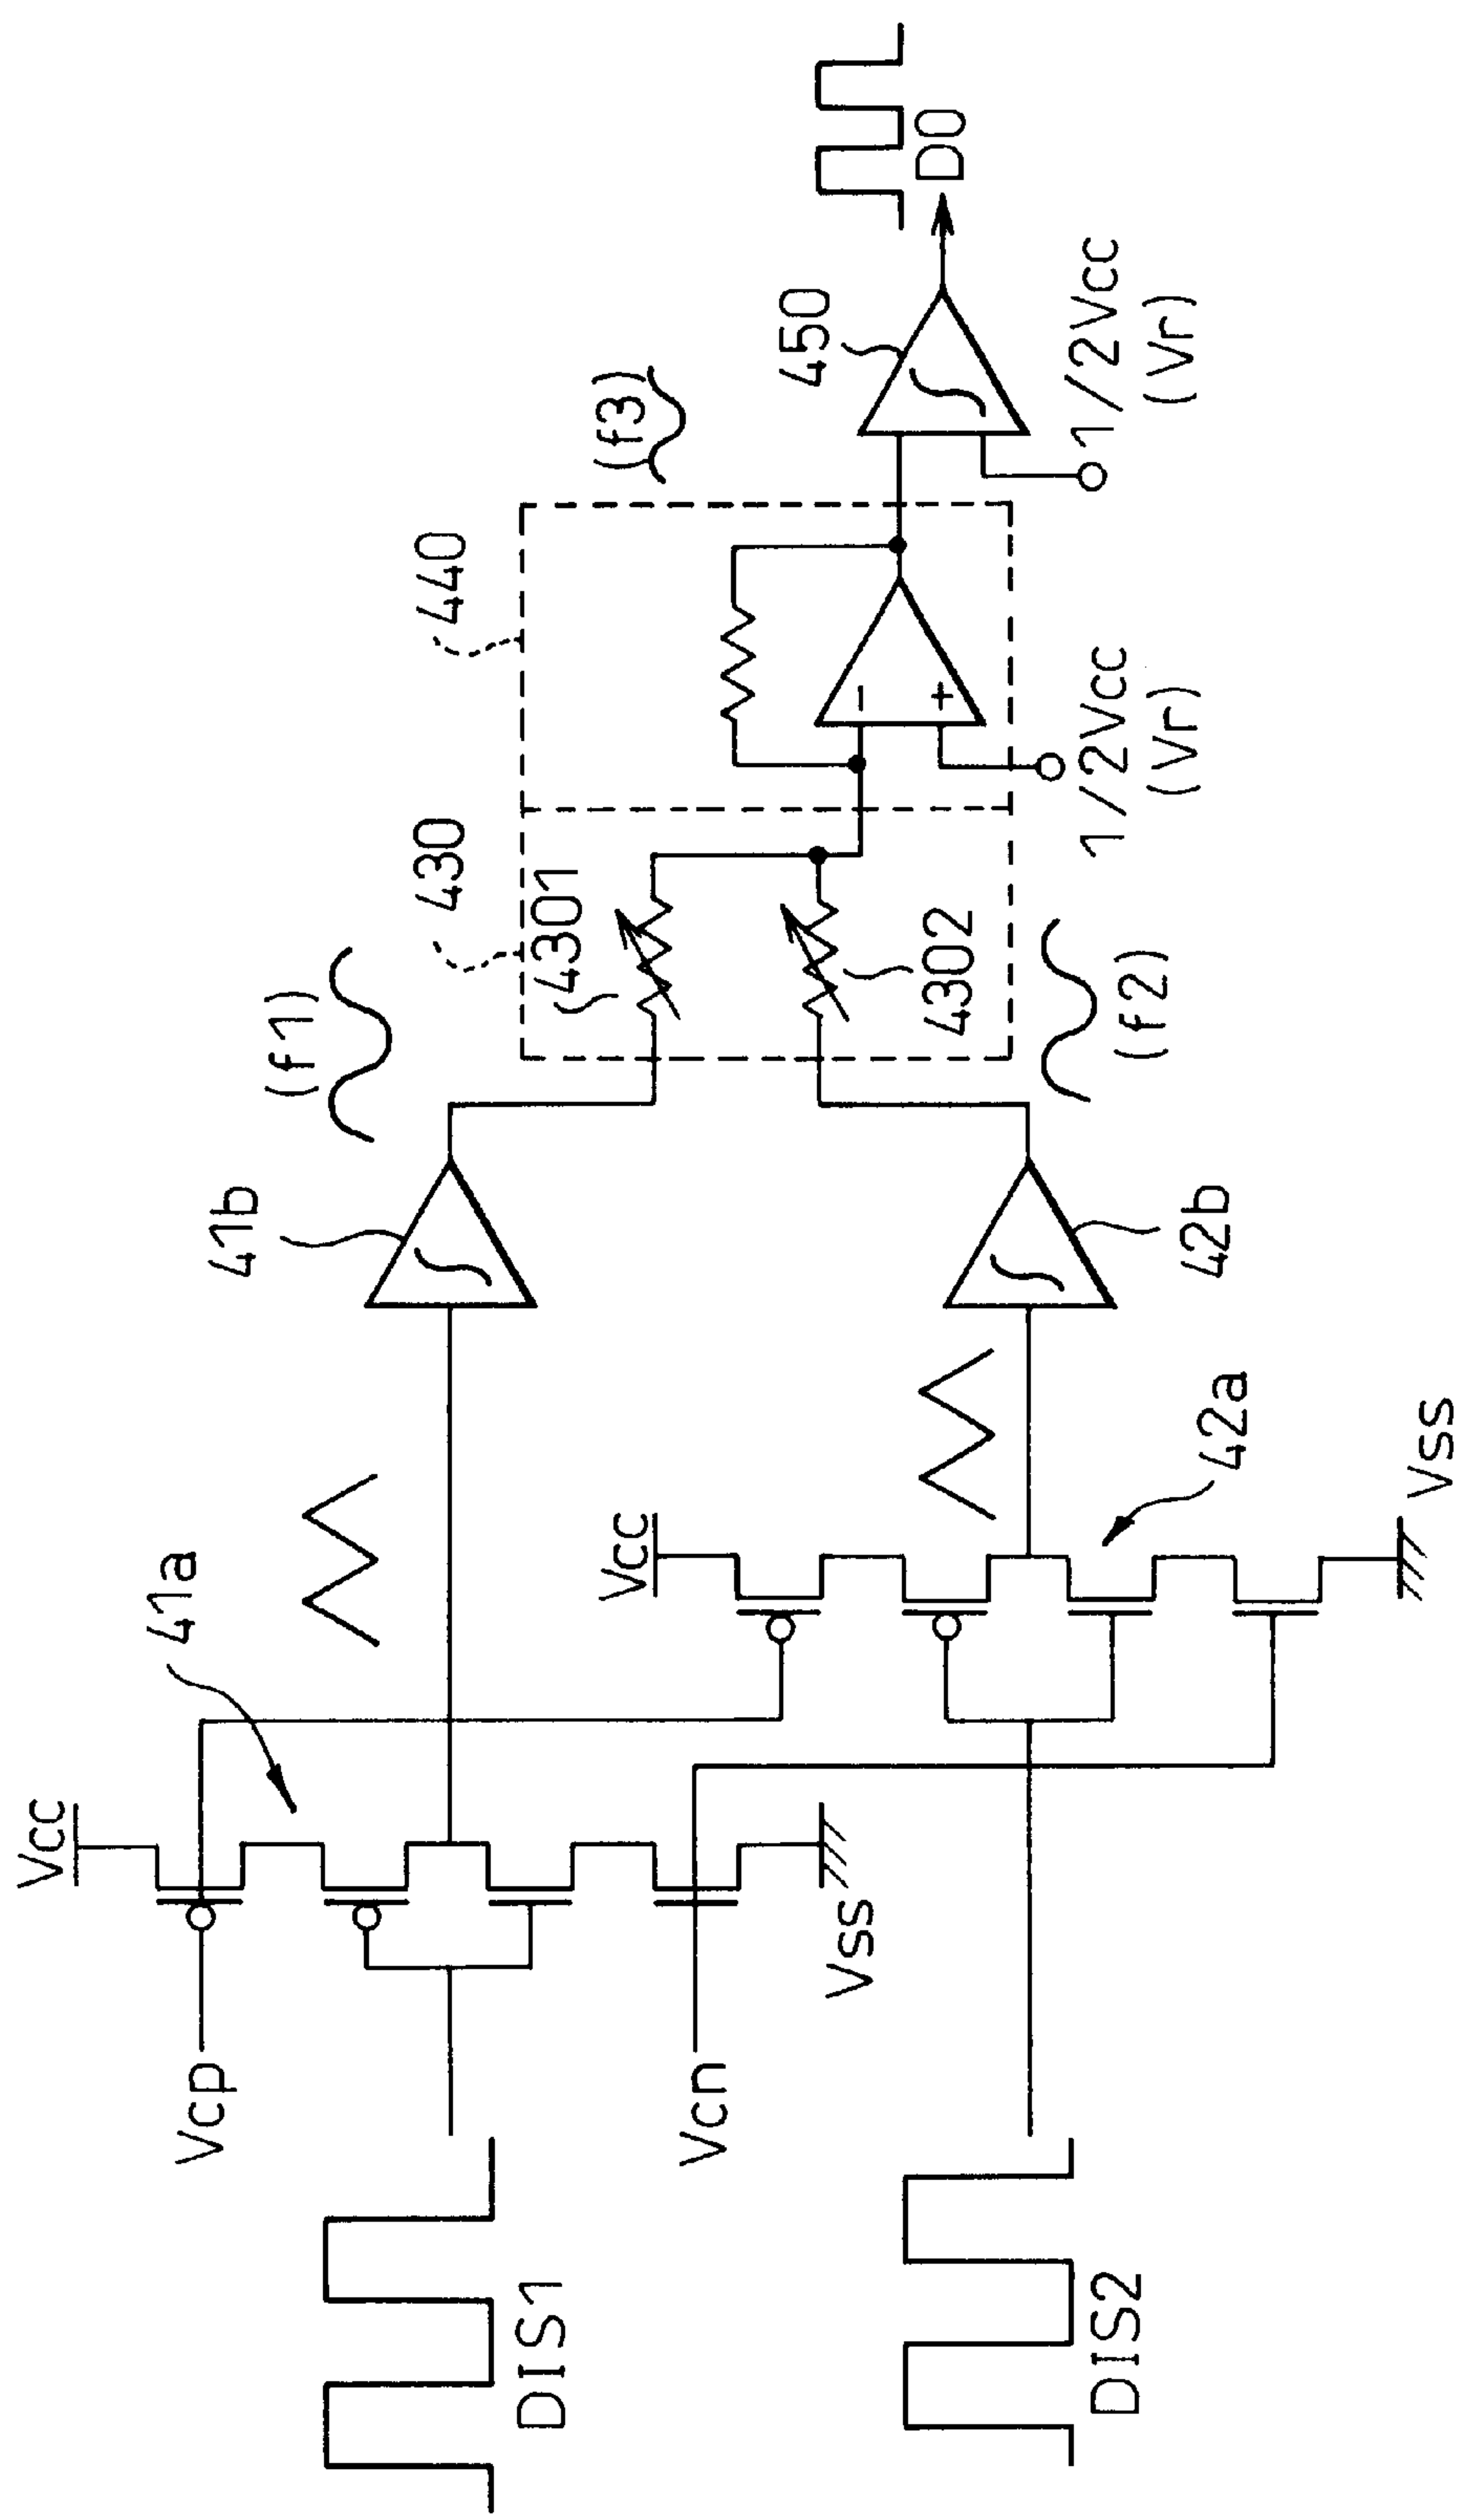 DIS1
DIS2
Vcp
Vcn
Vcc
Vss
41a
Vcc
42a
Vss
41b
42b
(f1)
(f2)
430
4301
4302
440
1/2Vcc
(Vr)
(f3)
450
1/2Vcc
(Vr)
DO
-
+